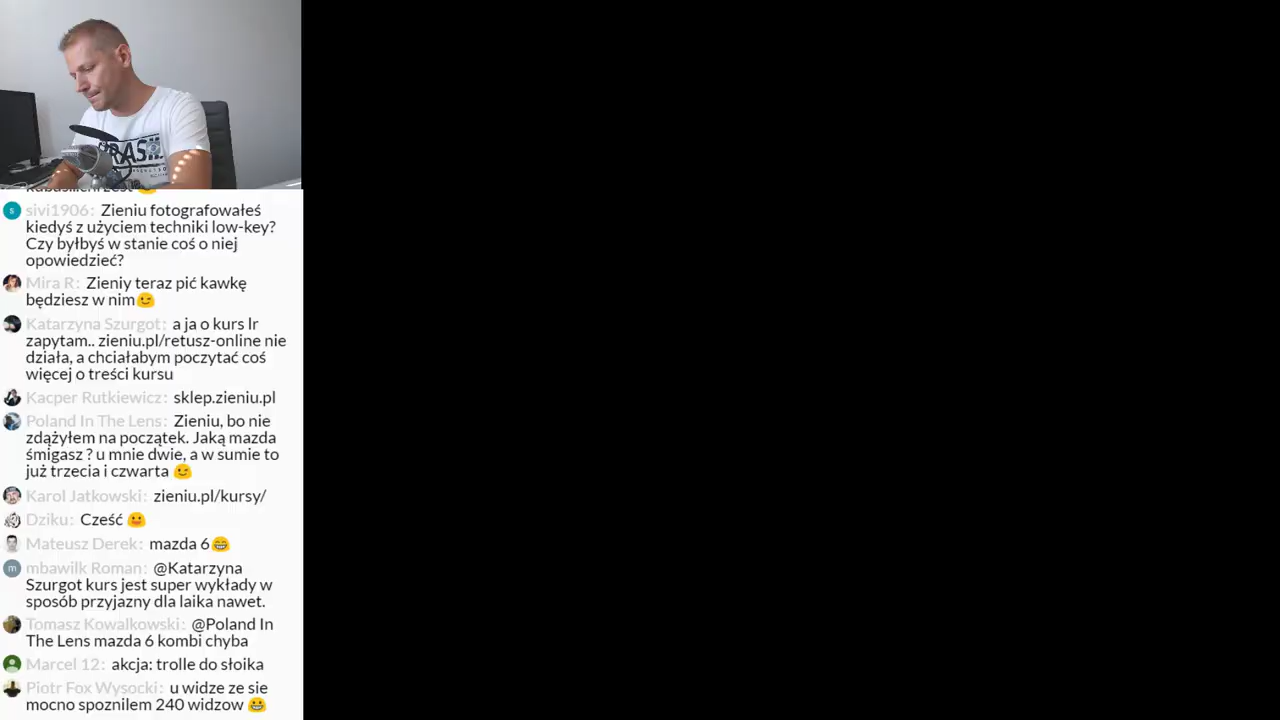 sivi1906: Zieniu fotografowałeś
kiedyś z użyciem techniki low-key?
Czy byłbyś w stanie coś o niej
opowiedzieć?
Mira R: Zieniy teraz pić kawkę
będziesz w nim😉
Katarzyna Szurgot: a ja o kurs lr
zapytam.. zieniu.pl/retusz-online nie
działa, a chciałabym poczytać coś
więcej o treści kursu
Kacper Rutkiewicz: sklep.zieniu.pl
Poland In The Lens: Zieniu, bo nie
zdążyłem na początek. Jaką mazda
śmigasz ? u mnie dwie, a w sumie to
już trzecia i czwarta 😉
Karol Jatkowski: zieniu.pl/kursy/
Dziku: Cześć 😛
Mateusz Derek: mazda 6😂
mbawilk Roman: @Katarzyna
Szurgot kurs jest super wykłady w
sposób przyjazny dla laika nawet.
Tomasz Kowalkowski: @Poland In
The Lens mazda 6 kombi chyba
Marcel 12: akcja: trolle do słoika
Piotr Fox Wysocki: u widze ze sie
mocno spoznilem 240 widzow 😀